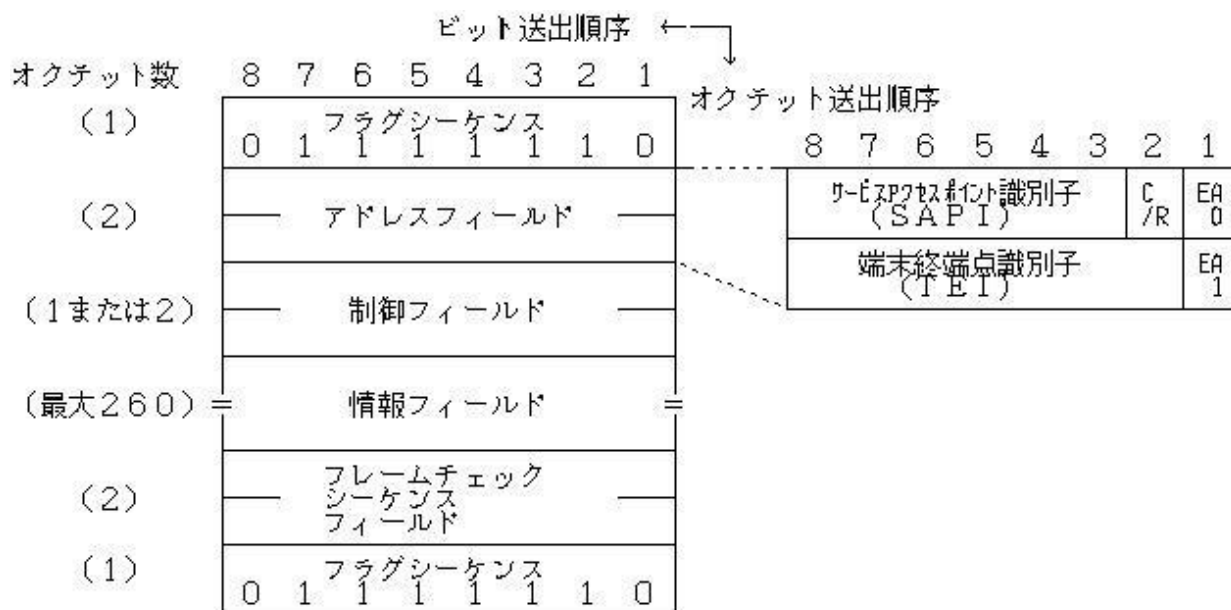 ビット送出順序
オクテット数 8 7 6 5 4 3 2 1
オクテット送出順序
(1) フラグシーケンス
0 1 1 1 1 1 1 0
8 7 6 5 4 3 2 1
サービスアクセスポイント識別子 C EA
(SAPI) /R 0
(2) アドレスフィールド
端末終端点識別子 EA
(TEI) 1
(1または2) 制御フィールド
(最大260) 情報フィールド
フレームチェック
(2) シーケンス
フィールド
(1) フラグシーケンス
0 1 1 1 1 1 1 0